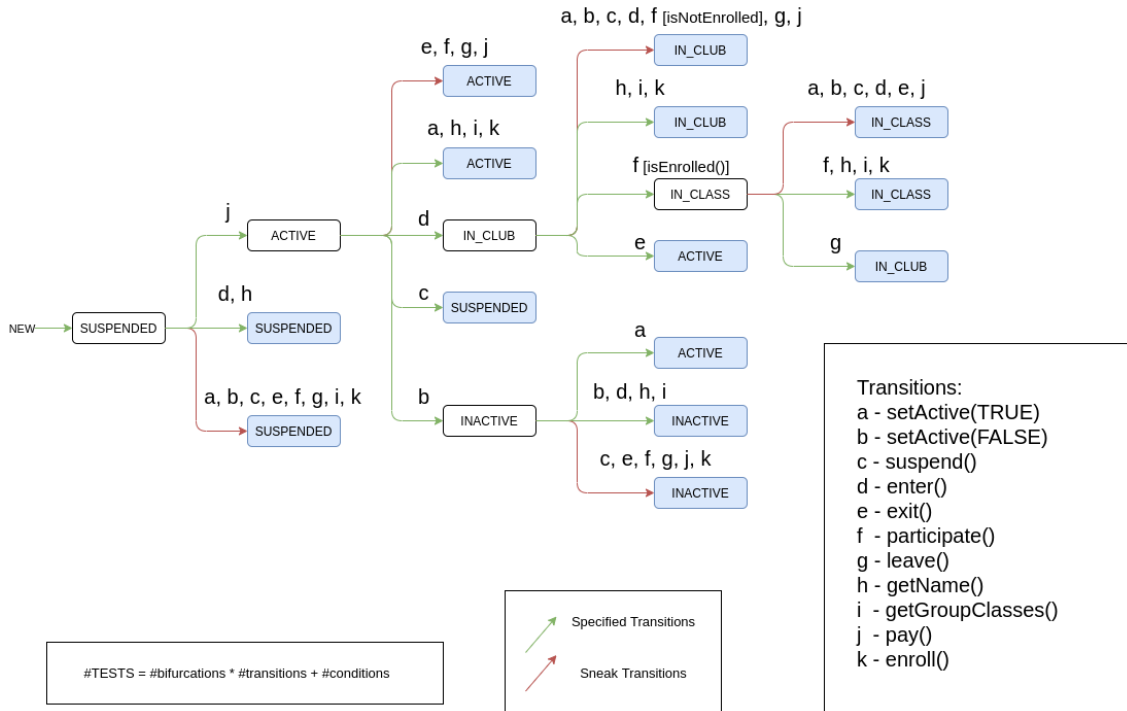 a, b, c, d, f [isNotEnrolled], g, j
IN_CLUB
e, f, g, j
ACTIVE
h, i, k
IN_CLUB
a, b, c, d, e, j
IN_CLASS
a, h, i, k
ACTIVE
f [isEnrolled()]
IN_CLASS
f, h, i, k
IN_CLASS
j
ACTIVE
d
IN_CLUB
e
ACTIVE
g
IN_CLUB
d, h
NEW
SUSPENDED
SUSPENDED
c
SUSPENDED
a
ACTIVE
a, b, c, e, f, g, i, k
SUSPENDED
b
INACTIVE
b, d, h, i
INACTIVE
c, e, f, g, j, k
INACTIVE
Transitions:
a - setActive(TRUE)
b - setActive(FALSE)
c - suspend()
d - enter()
e - exit()
f - participate()
g - leave()
h - getName()
i - getGroupClasses()
j - pay()
k - enroll()
Specified Transitions
Sneak Transitions
#TESTS = #bifurcations * #transitions + #conditions